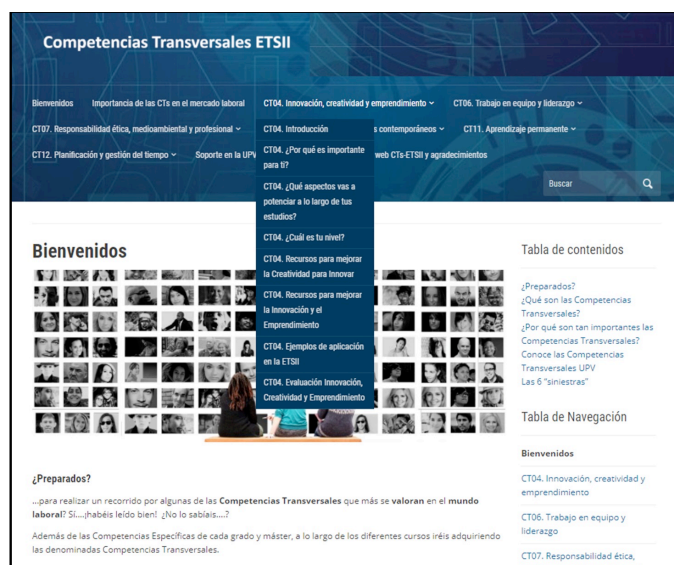 Competencias Transversales ETSII
Bienvenidos Importancia de las CTs en el mercado laboral CT04. Innovación, creatividad y emprendimiento CT06. Trabajo en equipo y liderazgo
CT07. Responsabilidad ética, medioambiental y profesional s contemporáneos CT11. Aprendizaje permanente
CT12. Planificación y gestión del tiempo Soporte en la UPV web CTs-ETSII y agradecimientos
CT04. Introducción
CT04. ¿Por qué es importante
para ti?
CT04. ¿Qué aspectos vas a
potenciar a lo largo de tus
estudios?
CT04. ¿Cuál es tu nivel?
CT04. Recursos para mejorar
la Creatividad para Innovar
CT04. Recursos para mejorar
la Innovación y el
Emprendimiento
CT04. Ejemplos de aplicación
en la ETSII
CT04. Evaluación Innovación,
Creatividad y Emprendimiento
Buscar
Bienvenidos
¿Preparados?
...para realizar un recorrido por algunas de las Competencias Transversales que más se valoran en el mundo
laboral? Sí....¡habéis leído bien! ¿No lo sabíais....?
Además de las Competencias Específicas de cada grado y máster, a lo largo de los diferentes cursos iréis adquiriendo
las denominadas Competencias Transversales.
Tabla de contenidos
¿Preparados?
¿Qué son las Competencias
Transversales?
¿Por qué son tan importantes las
Competencias Transversales?
Conoce las Competencias
Transversales UPV
Las 6 "siniestras"
Tabla de Navegación
Bienvenidos
CT04. Innovación, creatividad y
emprendimiento
CT06. Trabajo en equipo y
liderazgo
CT07. Responsabilidad ética,